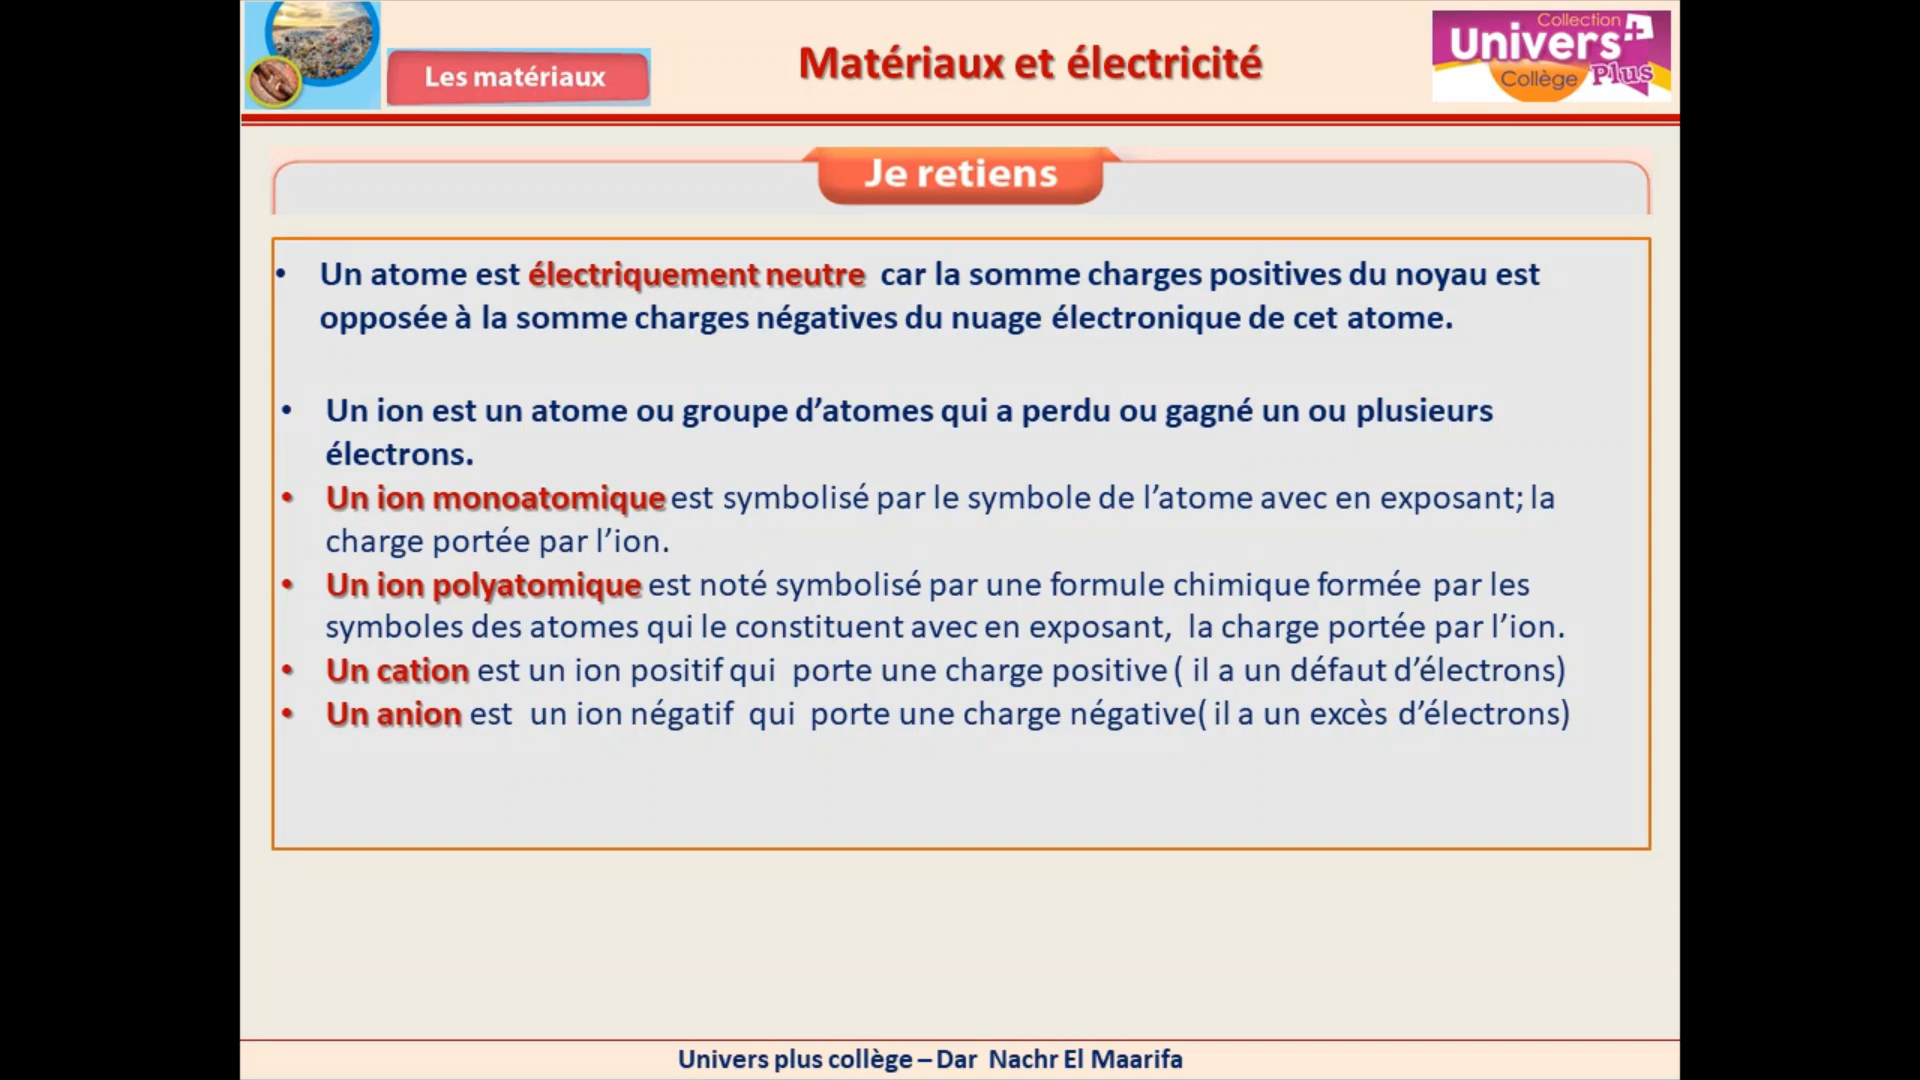 Les matériaux
Matériaux et électricité
Collection
Univers+
Collège Plus
Je retiens
• Un atome est électriquement neutre car la somme charges positives du noyau est
opposée à la somme charges négatives du nuage électronique de cet atome.
• Un ion est un atome ou groupe d’atomes qui a perdu ou gagné un ou plusieurs
électrons.
• Un ion monoatomique est symbolisé par le symbole de l’atome avec en exposant; la
charge portée par l’ion.
• Un ion polyatomique est noté symbolisé par une formule chimique formée par les
symboles des atomes qui le constituent avec en exposant, la charge portée par l’ion.
• Un cation est un ion positif qui porte une charge positive ( il a un défaut d’électrons)
• Un anion est un ion négatif qui porte une charge négative( il a un excès d’électrons)
Univers plus collège – Dar Nachr El Maarifa